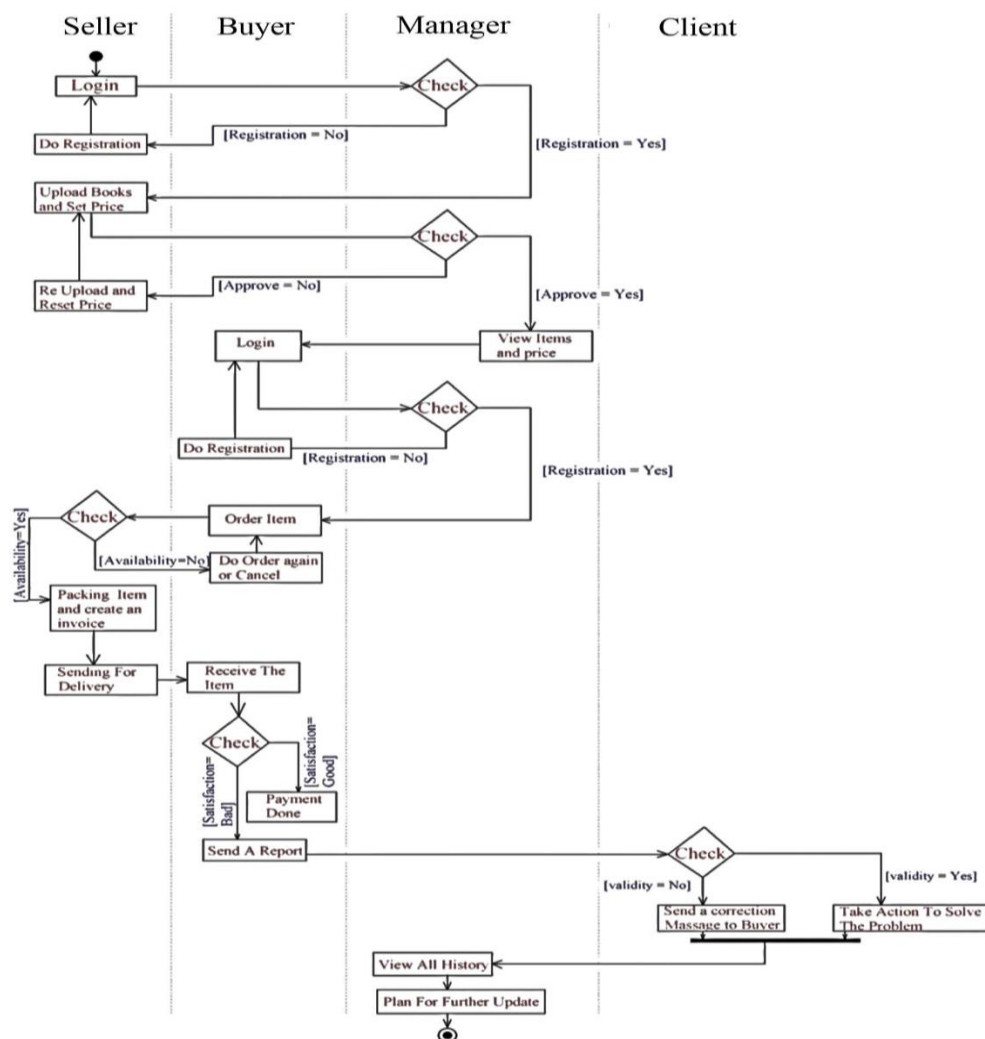 Seller
Buyer
Manager
Client
Login
Check
[Registration = No]
[Registration = Yes]
Do Registration
Upload Books
and Set Price
Check
[Approve = No]
[Approve = Yes]
Re Upload and
Reset Price
Login
View Items
and price
Check
Do Registration
[Registration = No]
[Registration = Yes]
Check
Order Item
[Availability=Yes]
[Availability=No]
Do Order again
or Cancel
Packing Item
and create an
invoice
Sending For
Delivery
Receive The
Item
Check
[Satisfaction=
Good]
[Satisfaction=
Bad]
Payment
Done
Send A Report
Check
[validity = No]
[validity = Yes]
Send a correction
Massage to Buyer
Take Action To Solve
The Problem
View All History
Plan For Further Update